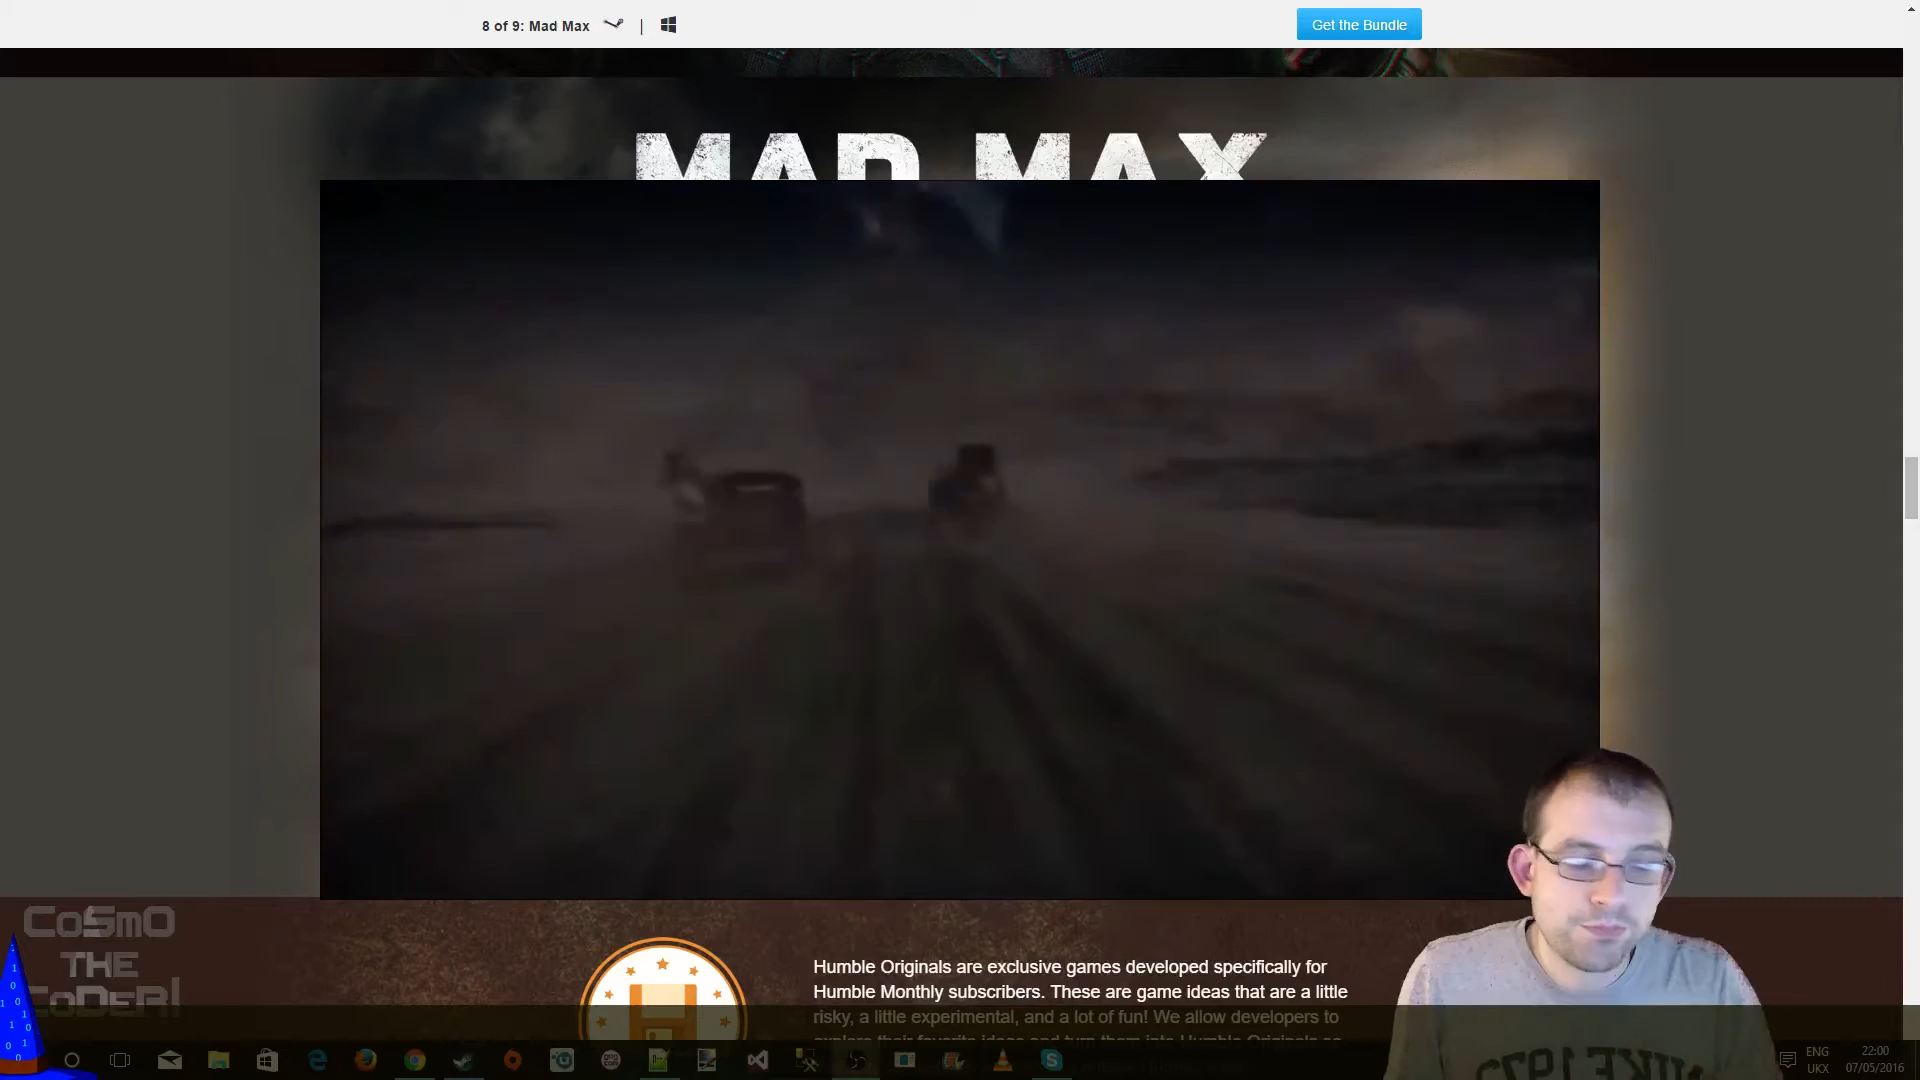 8 of 9: Mad Max |
Get the Bundle
MAD MAX
Humble Originals are exclusive games developed specifically for
Humble Monthly subscribers. These are game ideas that are a little
risky, a little experimental, and a lot of fun! We allow developers to
CoSmO
THE
CoDeR!
NIKE 1972
ENG
UKX
22:00
07/05/2016